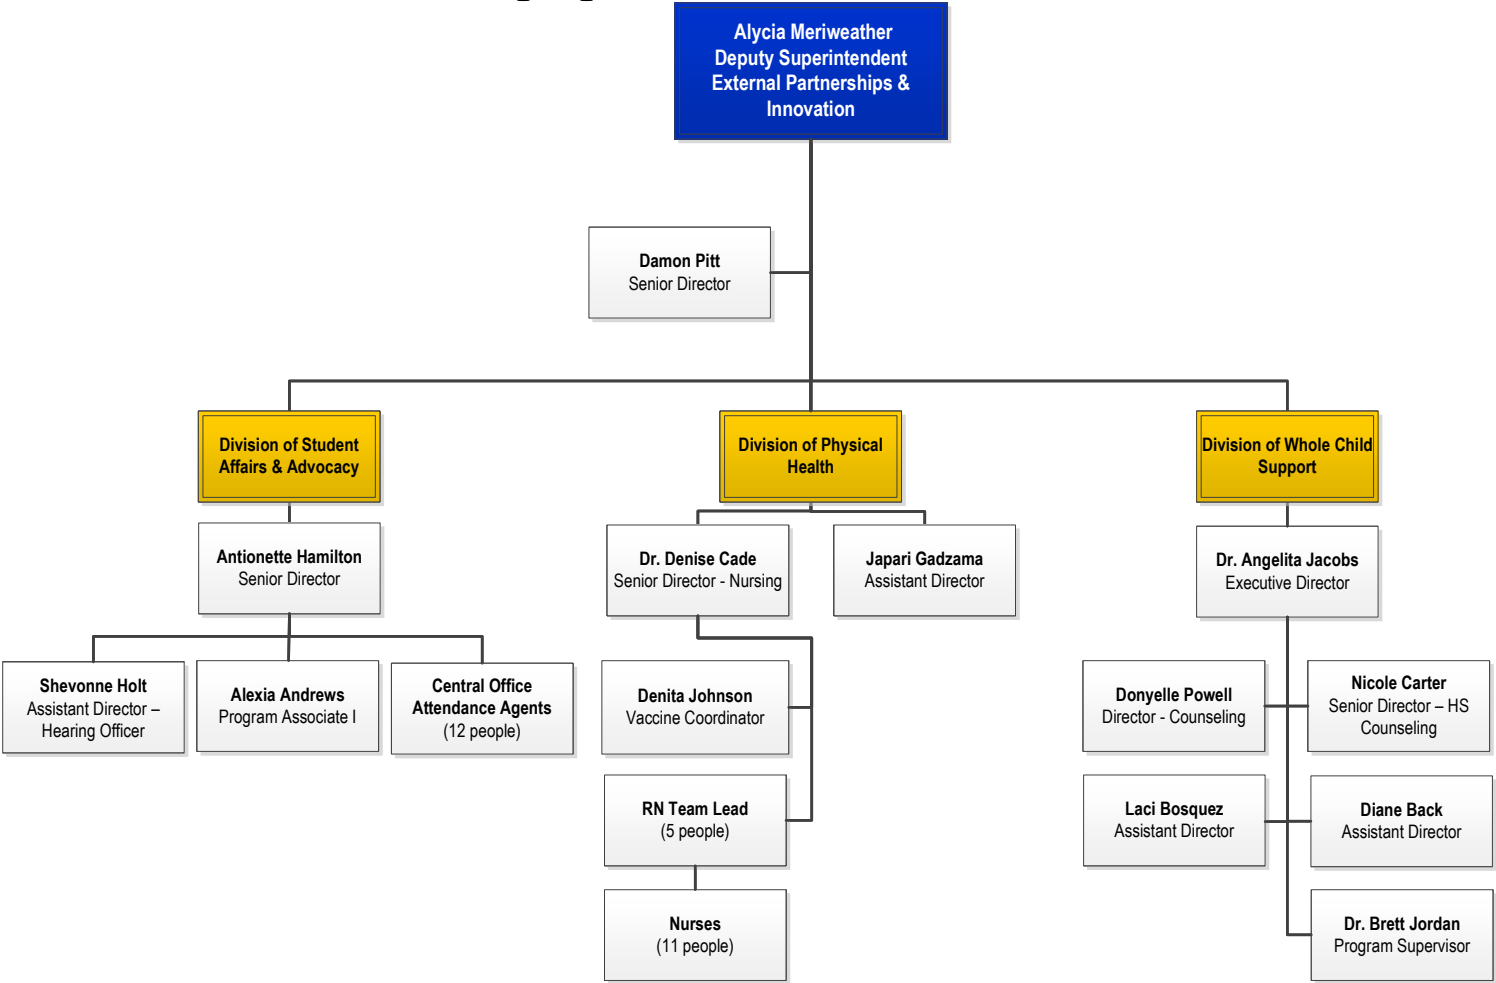 Alycia Meriweather
Deputy Superintendent
External Partnerships &
Innovation
Damon Pitt
Senior Director
Division of Student
Affairs & Advocacy
Division of Physical
Health
Division of Whole Child
Support
Antionette Hamilton
Senior Director
Dr. Denise Cade
Senior Director - Nursing
Japari Gadzama
Assistant Director
Dr. Angelita Jacobs
Executive Director
Shevonne Holt
Assistant Director –
Hearing Officer
Alexia Andrews
Program Associate I
Central Office
Attendance Agents
(12 people)
Denita Johnson
Vaccine Coordinator
Donyelle Powell
Director - Counseling
Nicole Carter
Senior Director – HS
Counseling
RN Team Lead
(5 people)
Laci Bosquez
Assistant Director
Diane Back
Assistant Director
Nurses
(11 people)
Dr. Brett Jordan
Program Supervisor